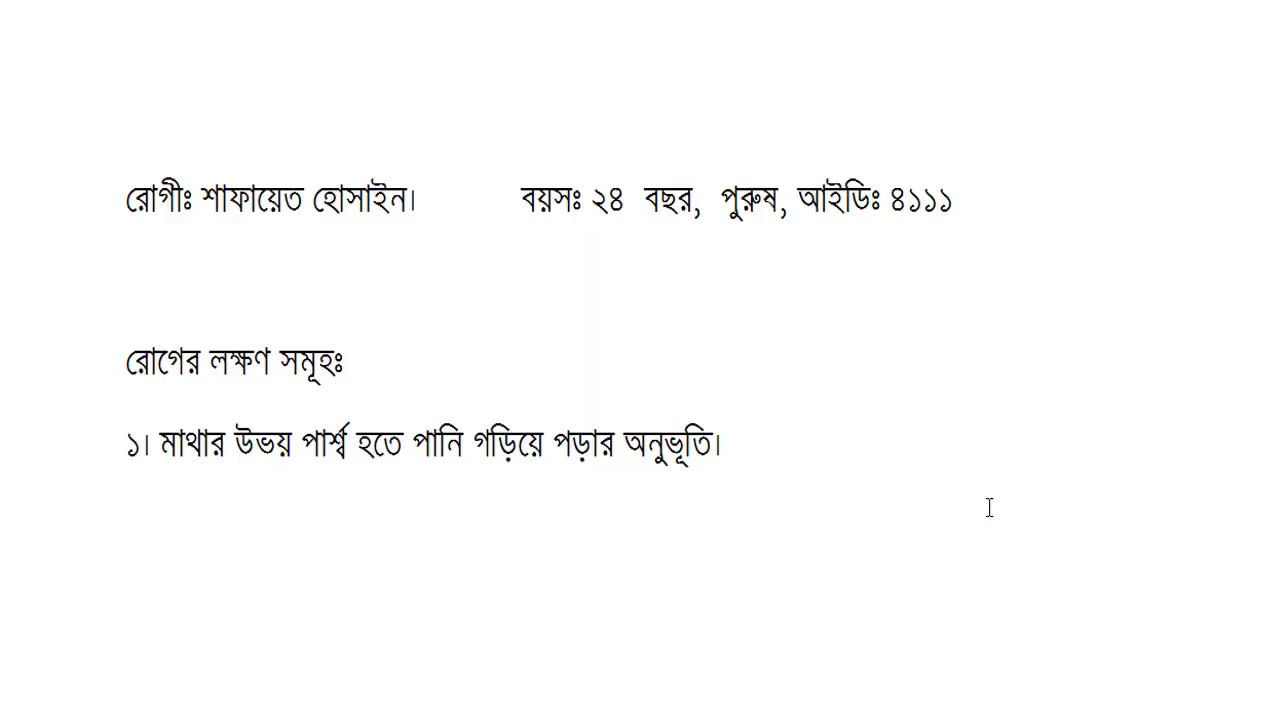 রোগীঃ শাফায়েত হোসাইন। বয়সঃ ২৪ বছর, পুরুষ, আইডিঃ ৪১১১
রোগের লক্ষণ সমূহঃ
১। মাথার উভয় পার্শ্ব হতে পানি গড়িয়ে পড়ার অনুভূতি।